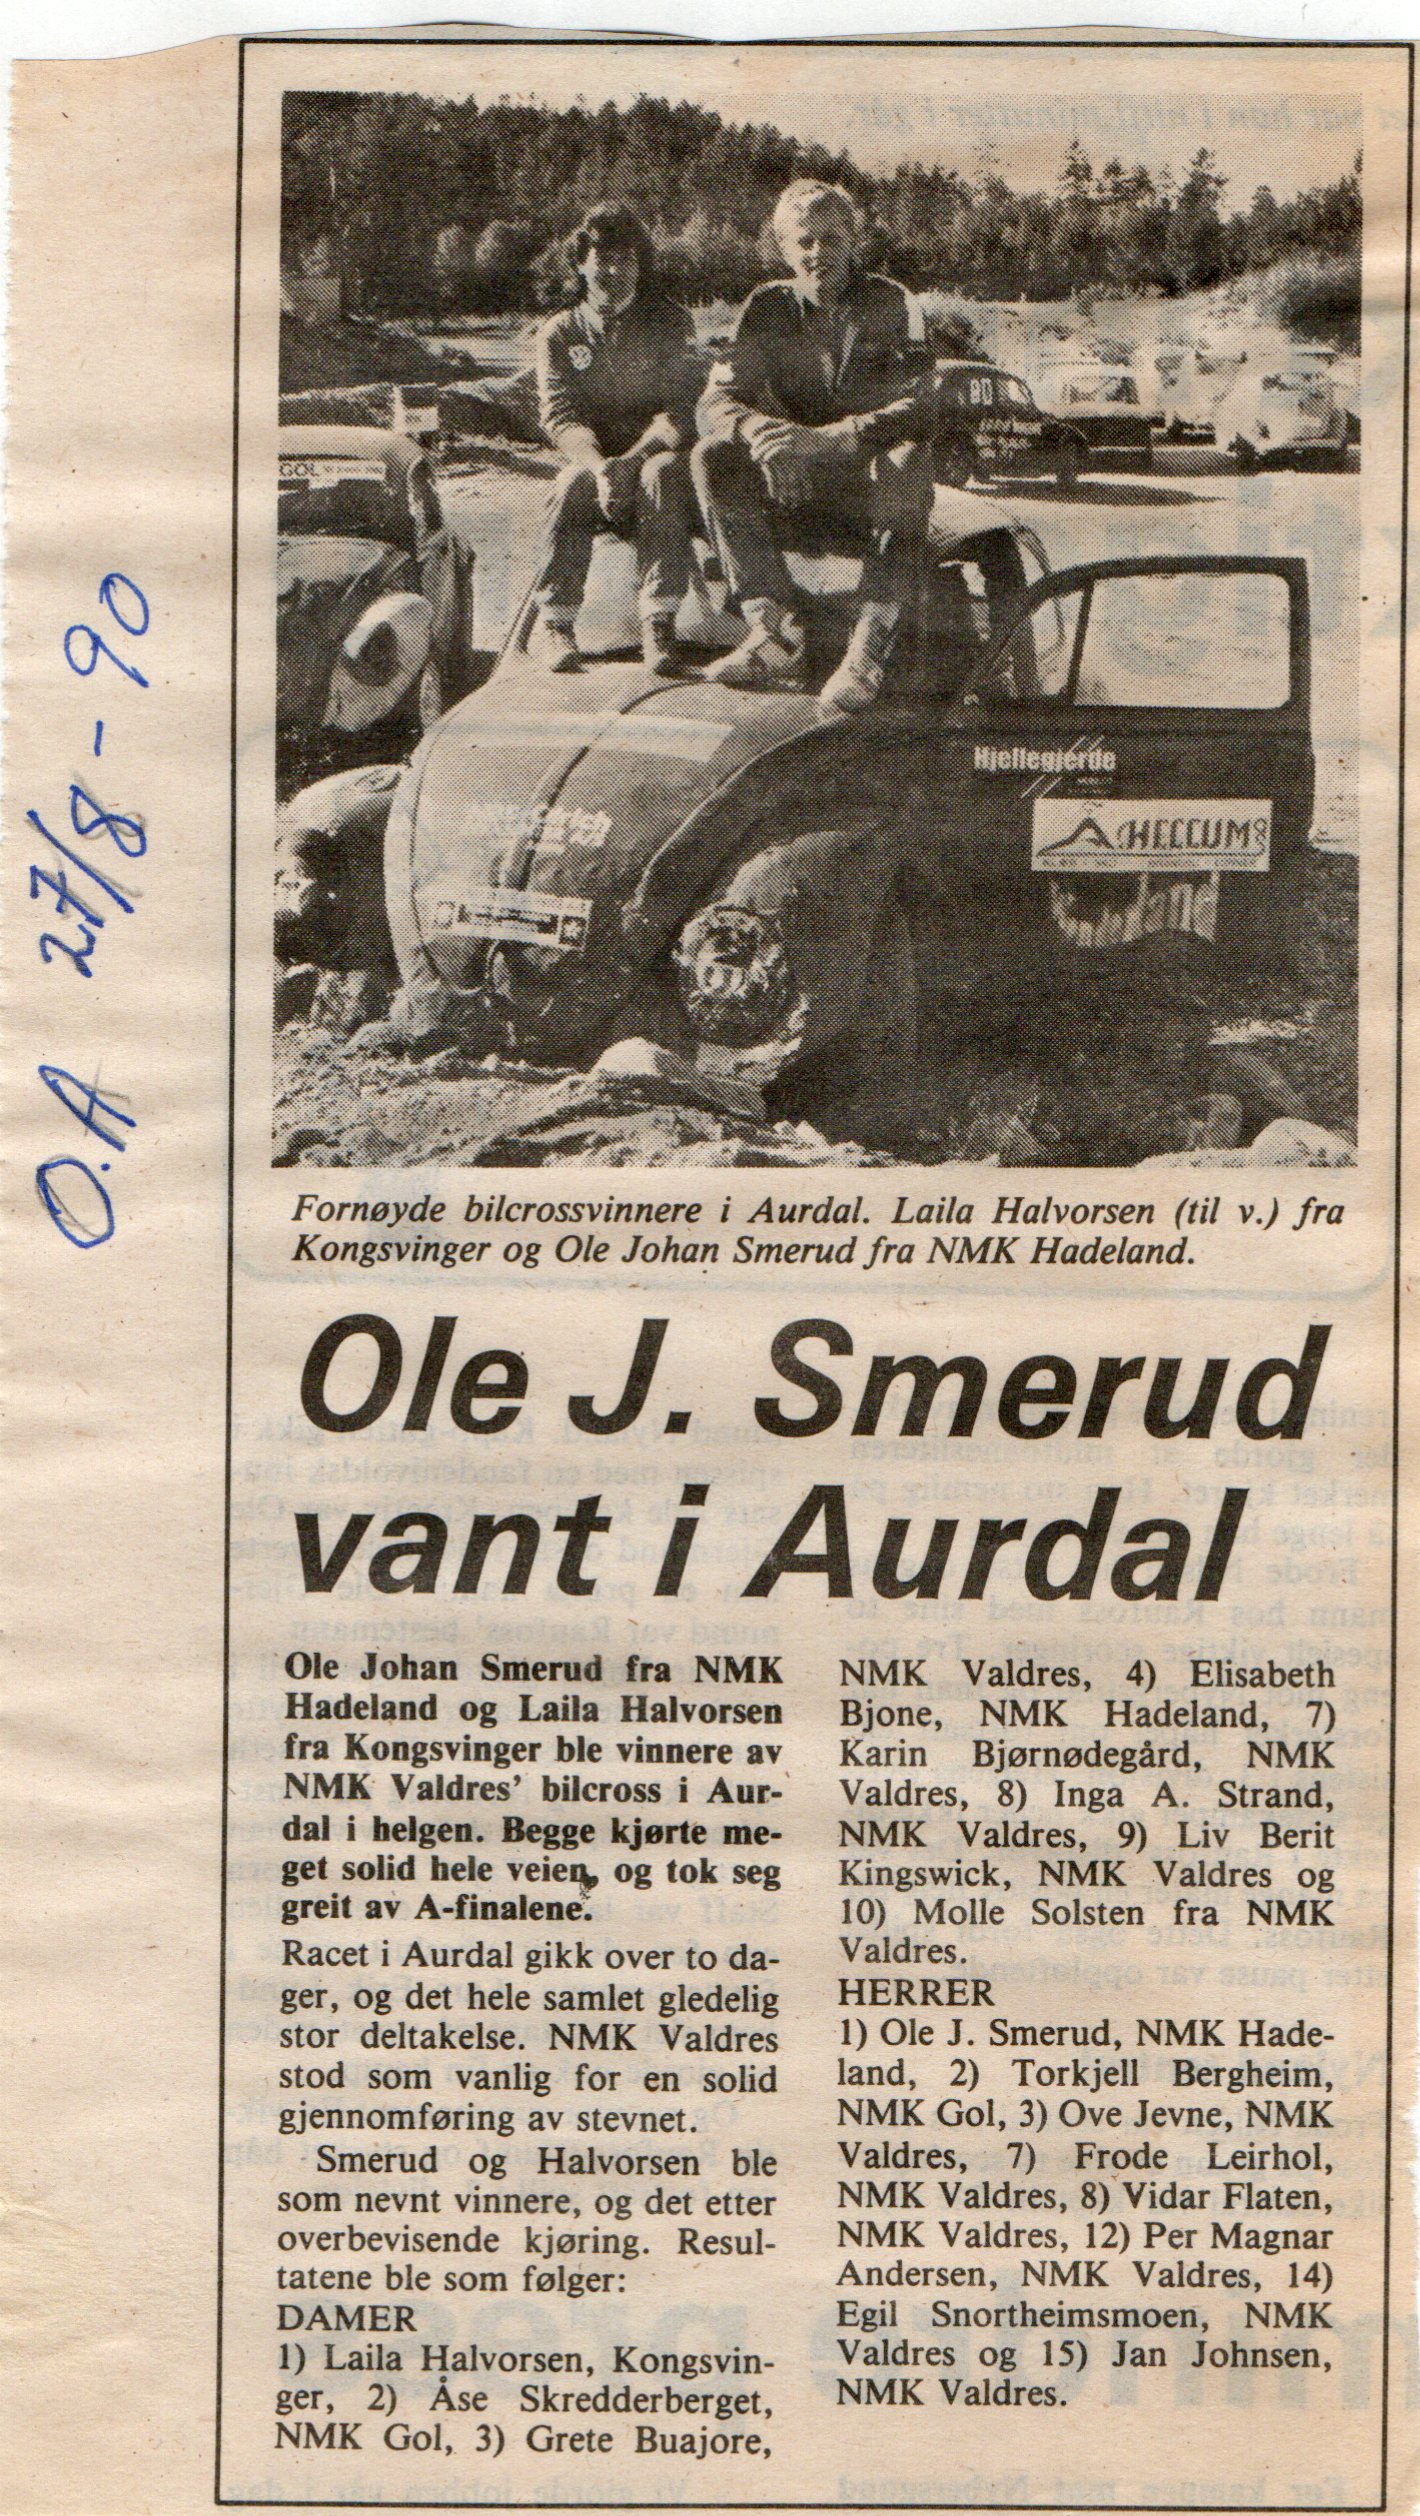 O.A 27/8-90
GOL
80
Hjellegjerde
A. HELLUM
Fornøyde bilcrossvinnere i Aurdal. Laila Halvorsen (til v.) fra
Kongsvinger og Ole Johan Smerud fra NMK Hadeland.
Ole J. Smerud
vant i Aurdal
Ole Johan Smerud fra NMK
Hadeland og Laila Halvorsen
fra Kongsvinger ble vinnere av
NMK Valdres’ bilcross i Aur-
dal i helgen. Begge kjørte me-
get solid hele veien, og tok seg
greit av A-finalene.
Racet i Aurdal gikk over to da-
ger, og det hele samlet gledelig
stor deltakelse. NMK Valdres
stod som vanlig for en solid
gjennomføring av stevnet.
Smerud og Halvorsen ble
som nevnt vinnere, og det etter
overbevisende kjøring. Resul-
tatene ble som følger:
DAMER
1) Laila Halvorsen, Kongsvin-
ger, 2) Åse Skredderberget,
NMK Gol, 3) Grete Buajore,
NMK Valdres, 4) Elisabeth
Bjone, NMK Hadeland, 7)
Karin Bjørnødegård, NMK
Valdres, 8) Inga A. Strand,
NMK Valdres, 9) Liv Berit
Kingswick, NMK Valdres og
10) Molle Solsten fra NMK
Valdres.
HERRER
1) Ole J. Smerud, NMK Hade-
land, 2) Torkjell Bergheim,
NMK Gol, 3) Ove Jevne, NMK
Valdres, 7) Frode Leirhol,
NMK Valdres, 8) Vidar Flaten,
NMK Valdres, 12) Per Magnar
Andersen, NMK Valdres, 14)
Egil Snortheimsmoen, NMK
Valdres og 15) Jan Johnsen,
NMK Valdres.